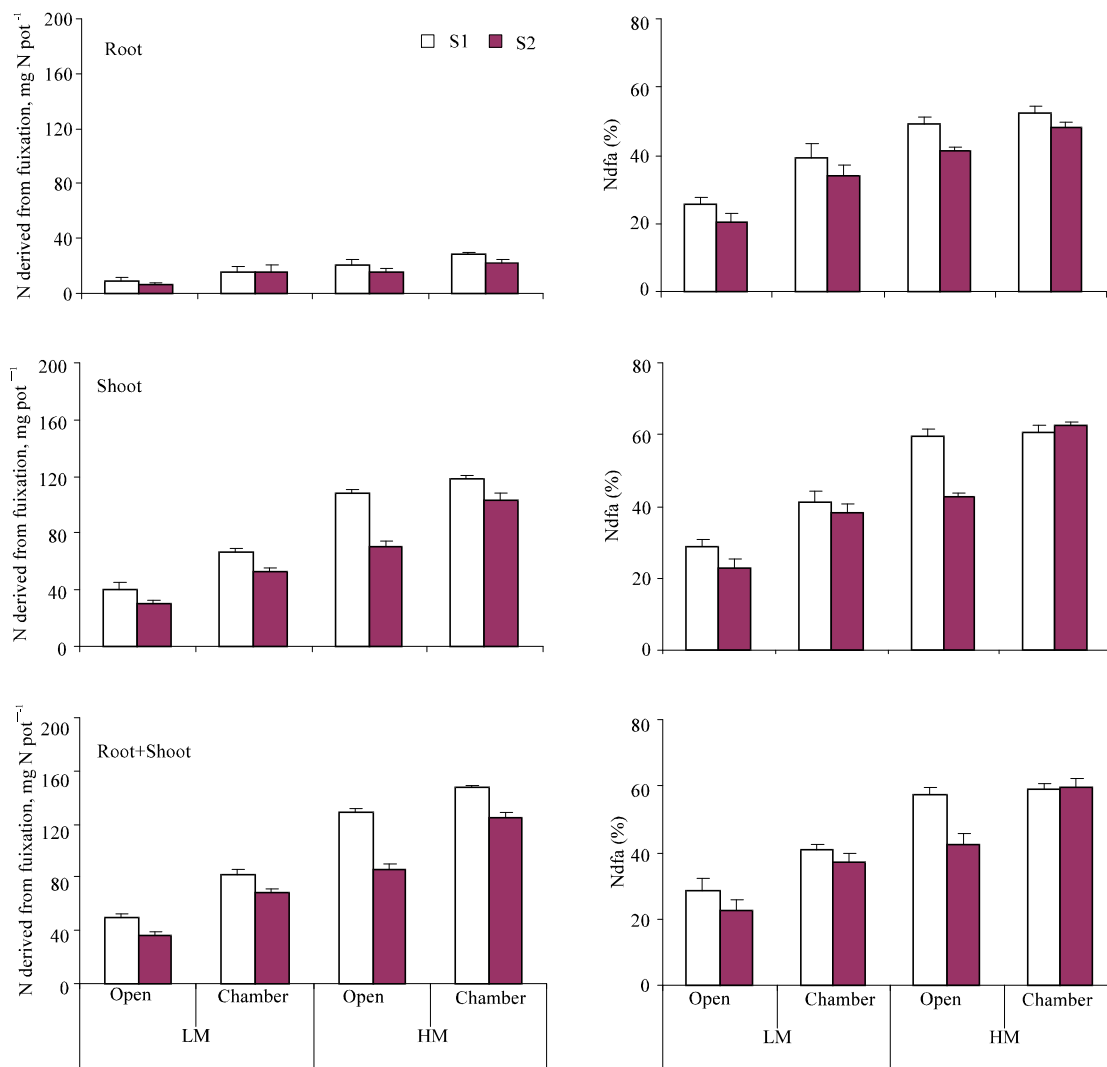 N derived from fuixation, mg N pot -1
200
160
120
80
40
0
Root
S1
S2
Ndfa (%)
80
60
40
20
0
N derived from fuixation, mg pot —1
200
160
120
80
40
0
Shoot
Ndfa (%)
80
60
40
20
0
N derived from fuixation, mg N pot —-1
200
160
120
80
40
0
Root+Shoot
Open
Chamber
Open
Chamber
LM
HM
Ndfa (%)
80
60
40
20
0
Open
Chamber
Open
Chamber
LM
HM